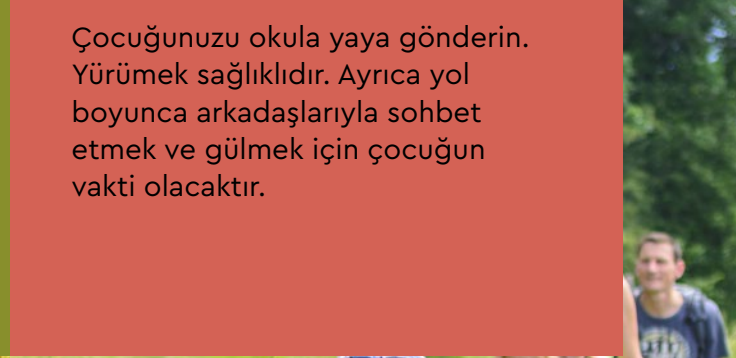 Çocuğunuzu okula yaya gönderin.
Yürümek sağlıklıdır. Ayrıca yol
boyunca arkadaşlarıyla sohbet
etmek ve gülmek için çocuğun
vakti olacaktır.